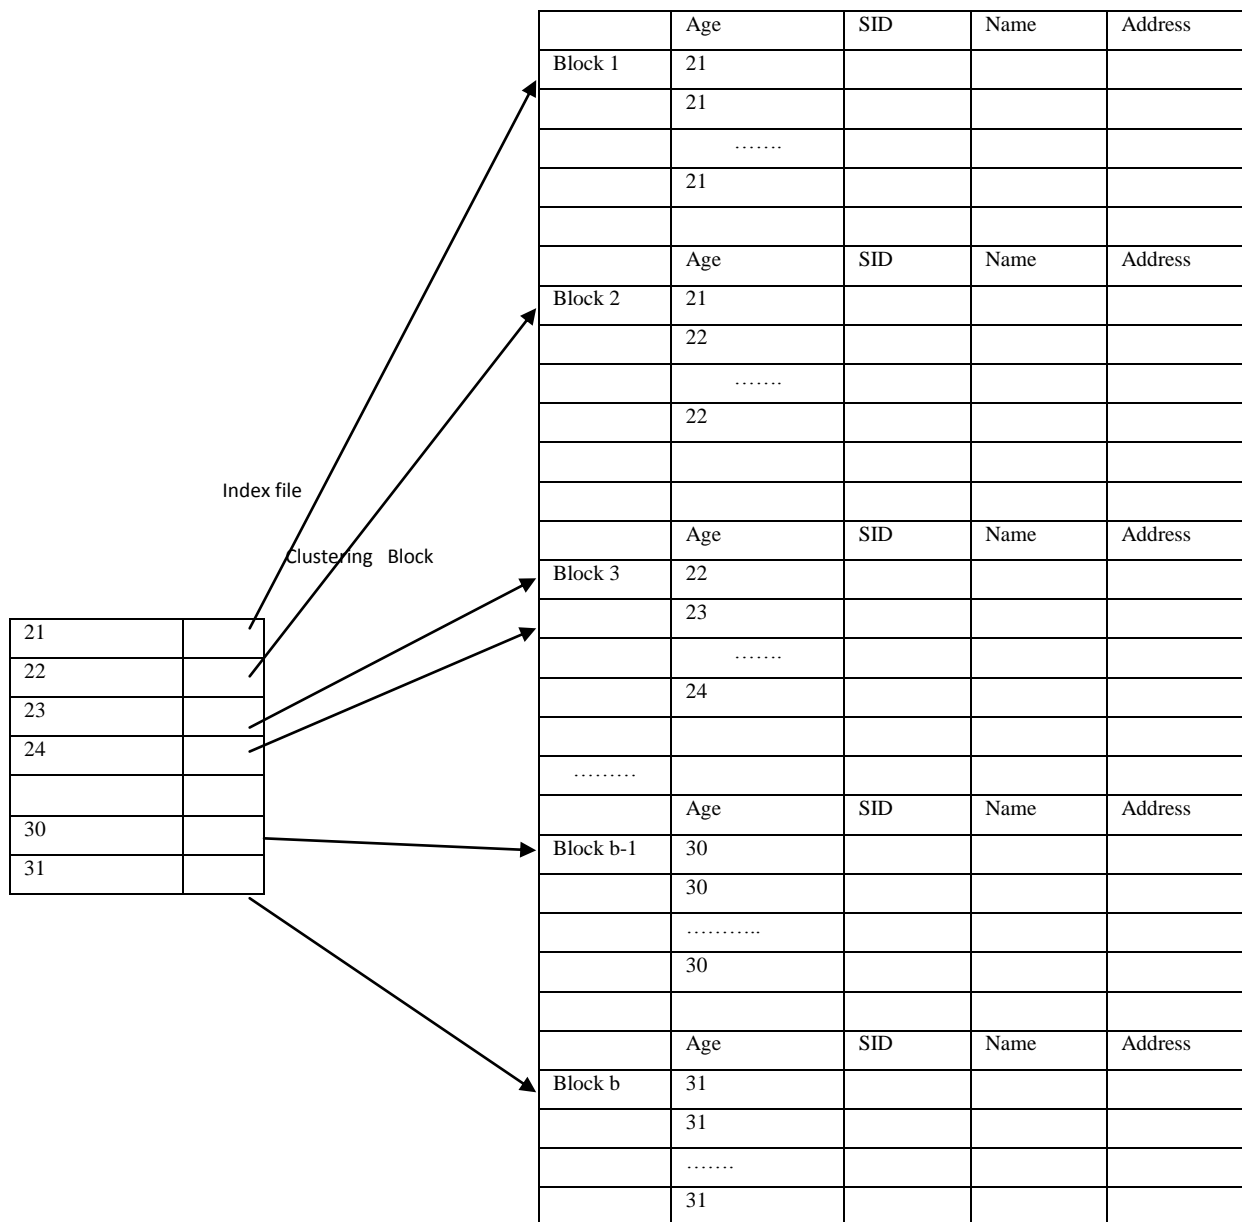 Age SID Name Address
Block 1 21
21
…….
21
Age SID Name Address
Block 2 21
22
…….
22
Index file
Age SID Name Address
Clustering Block
Block 3 22
23
…….
24
21
22
23
24
30
31
………
Age SID Name Address
Block b-1 30
30
………..
30
Age SID Name Address
Block b 31
31
…….
31